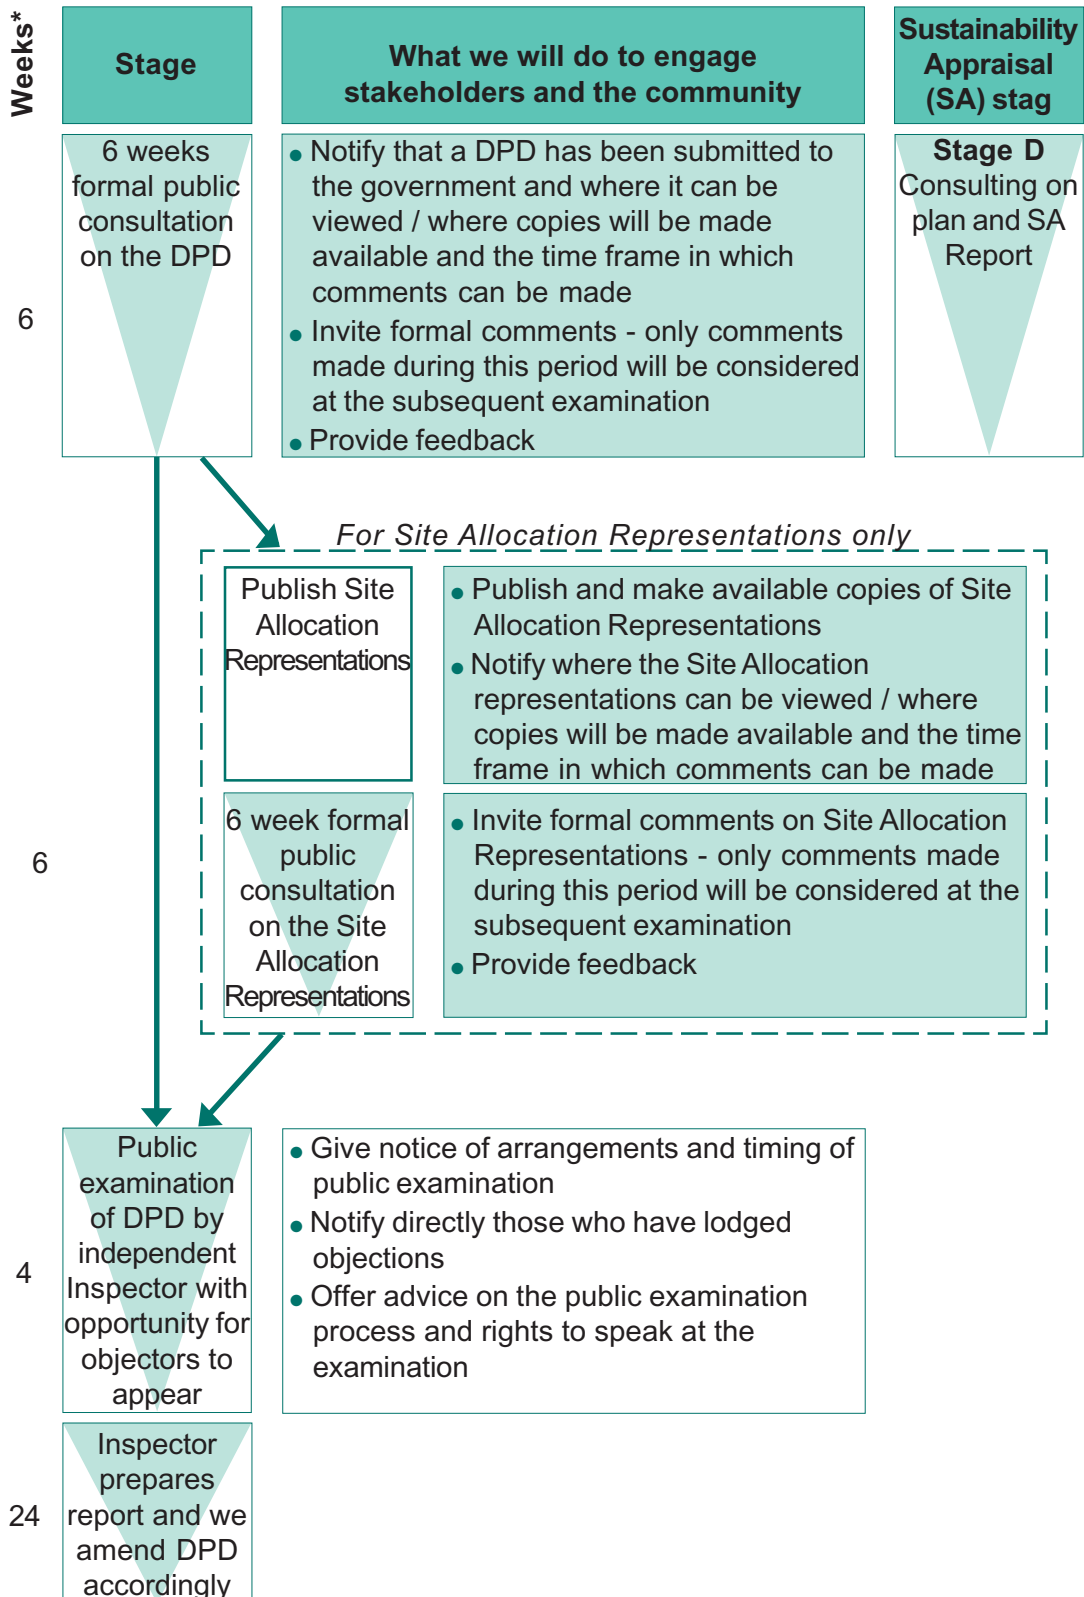 Weeks*
Stage
What we will do to engage
stakeholders and the community
Sustainability
Appraisal
(SA) stag
6
6 weeks
formal public
consultation
on the DPD
● Notify that a DPD has been submitted to
the government and where it can be
viewed / where copies will be made
available and the time frame in which
comments can be made
● Invite formal comments - only comments
made during this period will be considered
at the subsequent examination
● Provide feedback
Stage D
Consulting on
plan and SA
Report
For Site Allocation Representations only
Publish Site
Allocation
Representations
● Publish and make available copies of Site
Allocation Representations
● Notify where the Site Allocation
representations can be viewed / where
copies will be made available and the time
frame in which comments can be made
6
6 week formal
public
consultation
on the Site
Allocation
Representations
● Invite formal comments on Site Allocation
Representations - only comments made
during this period will be considered at the
subsequent examination
● Provide feedback
4
Public
examination
of DPD by
independent
Inspector with
opportunity for
objectors to
appear
● Give notice of arrangements and timing of
public examination
● Notify directly those who have lodged
objections
● Offer advice on the public examination
process and rights to speak at the
examination
24
Inspector
prepares
report and we
amend DPD
accordingly